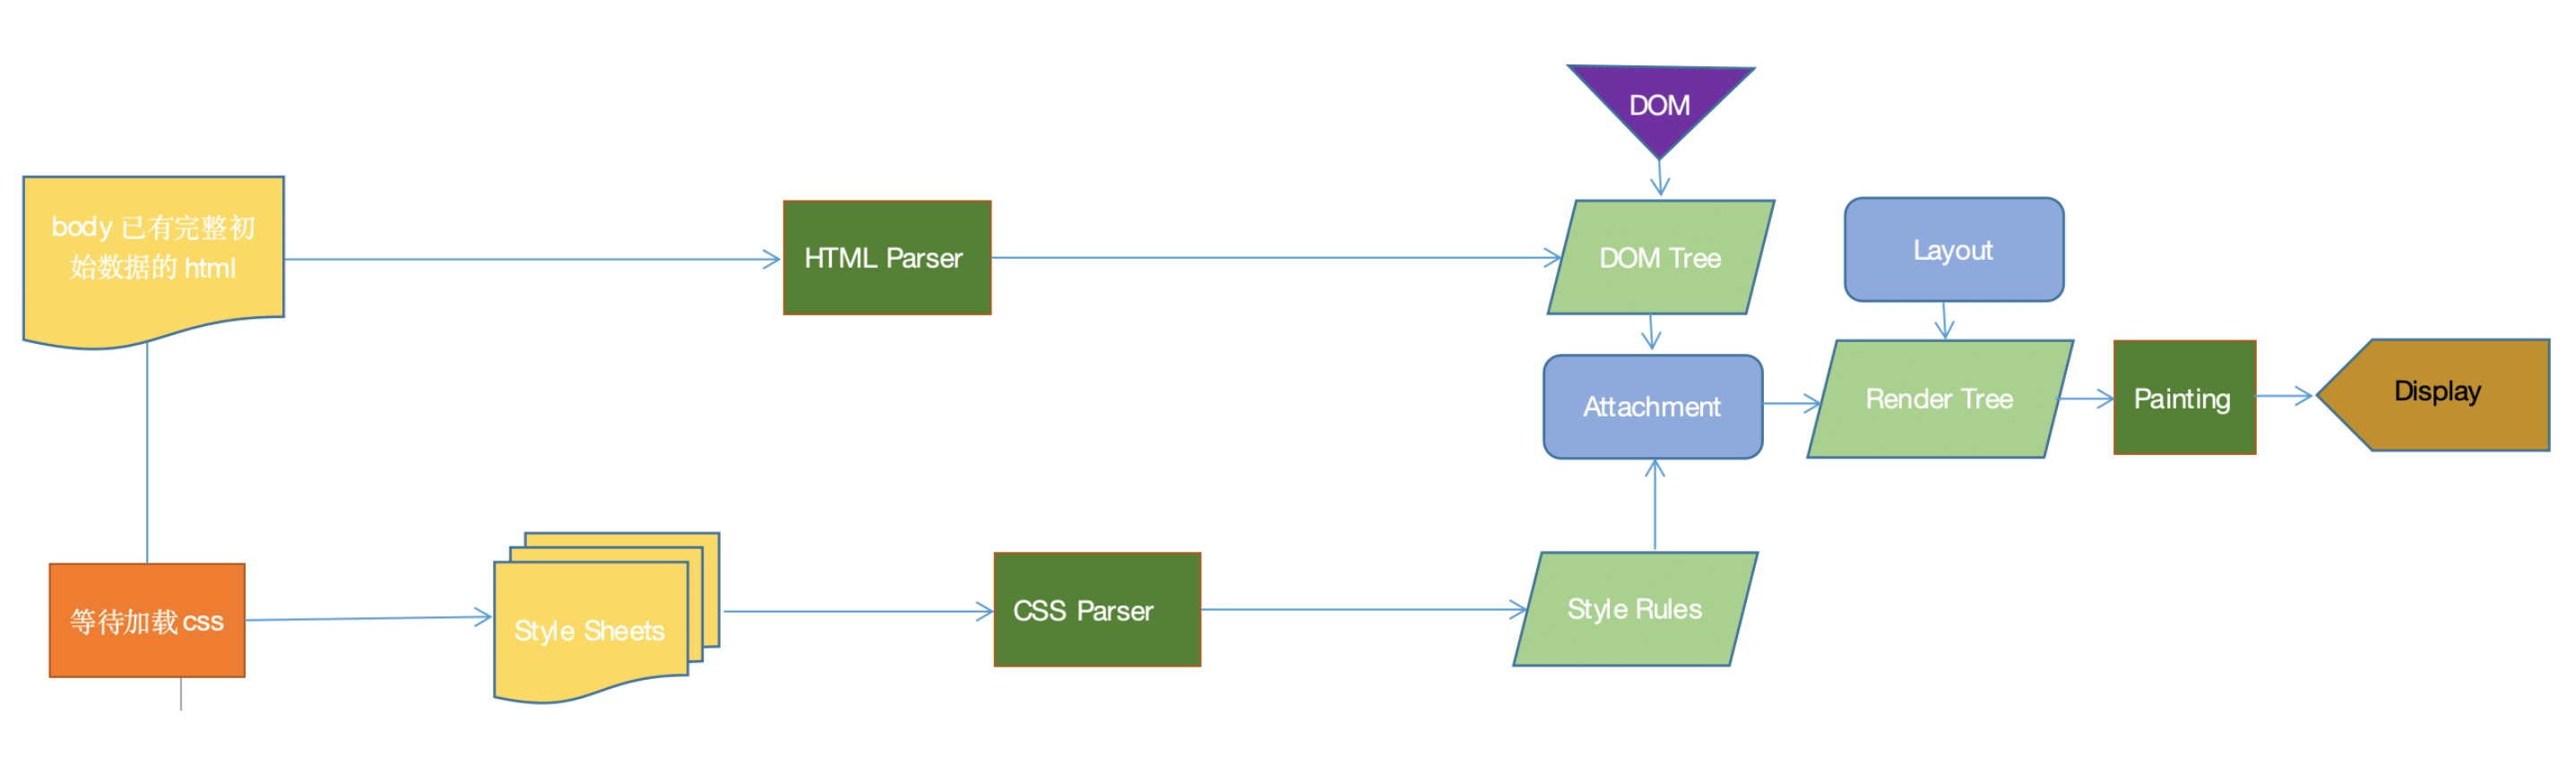 DOM
body 已有完整初
始数据的 html
HTML Parser
DOM Tree
Layout
Attachment
Render Tree
Painting
Display
等待加载 css
Style Sheets
CSS Parser
Style Rules